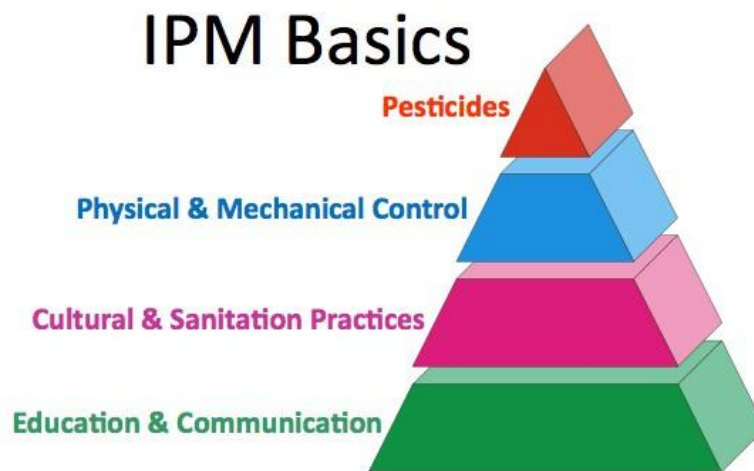 IPM Basics
Pesticides
Physical & Mechanical Control
Cultural & Sanitation Practices
Education & Communication